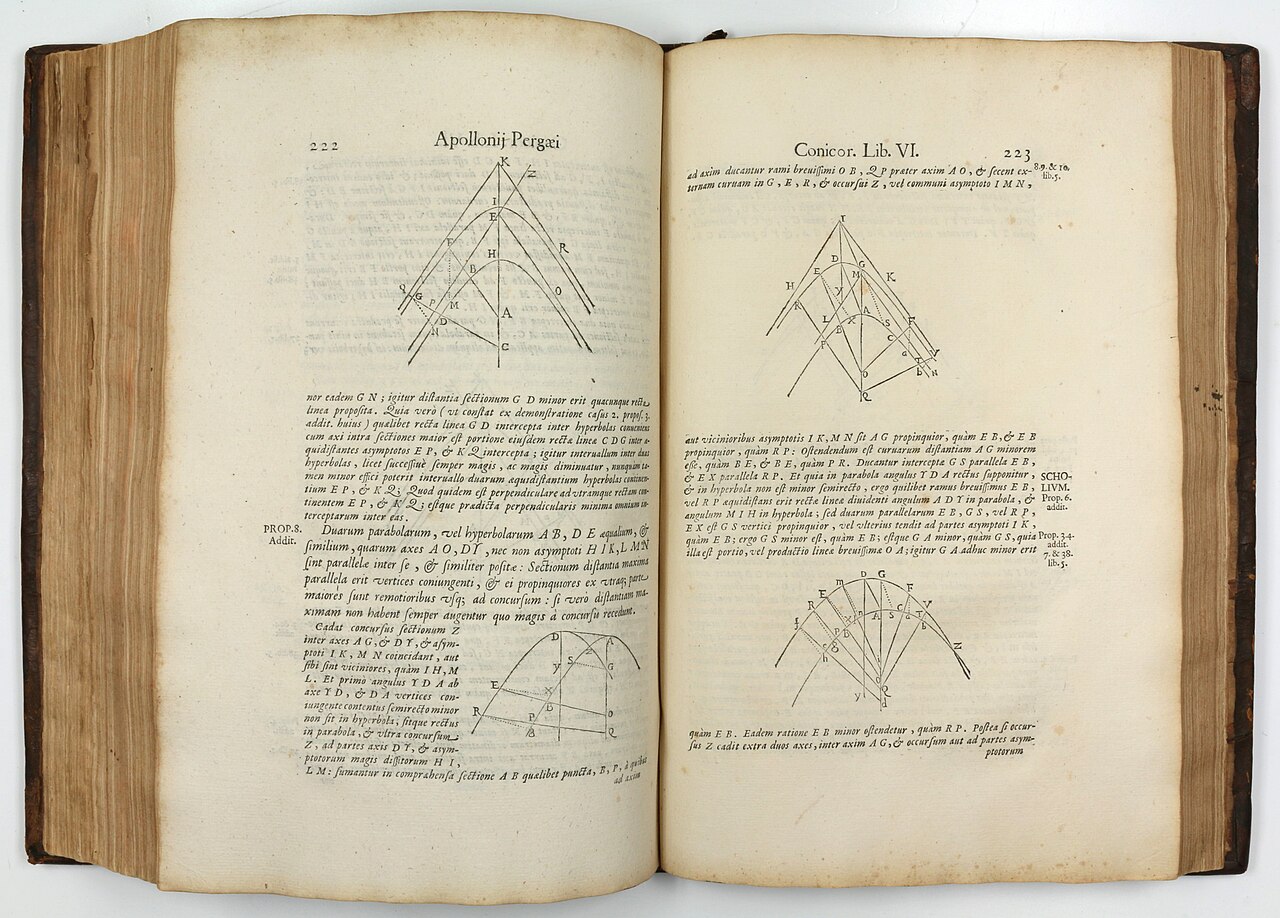 222
Apollonij Pergæi
K
Z
I
E
F
H
R
B
Q
G
P
M
O
A
D
N
C
nor eadem G N ; igitur distantia sectionum G D minor erit quacunque recta
linea proposita. Quia verò ( vt constat ex demonstratione casus 2. propos. 3.
addit. huius ) quælibet recta linea G D intercepta inter hyperbolas conueniens
cum axi intra sectiones maior est portione eiusdem rectæ lineæ C D G inter æ-
quidistantes asymptotos E P, & K Q intercepta ; igitur interuallum inter duas
hyperbolas, licet successiuè semper magis, ac magis diminuatur, nunquam ta-
men minor effici poterit interuallo duarum æquidistantium hyperbolas continen-
tium E P, & K Q; Quod quidem est perpendiculare ad vtramque rectam con-
tinentem E P, & K Q; estque prædicta perpendicularis minima omnium in-
terceptarum inter eas.
PROP.8.
Addit.
Duarum parabolarum, vel hyperbolarum A B, D E æqualium, &
similium, quarum axes A O, D Y, nec non asymptoti H I K, L M N
sint parallelæ inter se, & similiter positæ: Sectionum distantia maxima
parallela erit vertices coniungenti, & ei propinquiores ex vtraq; parte
maiores sunt remotioribus vsq; ad concursum : si verò distantiam ma-
ximam non habent semper augentur quo magis à concursu recedunt.
Cadat concursus sectionum Z
inter axes A G, & D Y, & asym-
ptoti I K, M N coincidant, aut
sibi sint viciniores, quàm I H, M
L. Et primò angulus Y D A ab
axe Y D, & D A vertices con-
iungente contentus semirecto minor
non sit in hyperbola; sitque rectus
in parabola, & vltra concursum
Z, ad partes axis D Y, & asym-
ptotorum magis dissitorum H I,
L M: sumantur in comprehensa sectione A B quælibet puncta, B, P, à quibus
ad axim
D
A
Z
Y
S
G
E
X
B
R
P
O
Q
Conicor. Lib. VI.
223
ad axim ducantur rami breuissimi O B, Q P præter axim A O, & secent ex-
ternam curuam in G, E, R, & occursui Z, vel communi asymptoto I M N,
8.9. & 10.
lib.5.
I
D
G
E
M
K
H
Y
R
L
A
X
S
F
B
C
P
a
T
V
O
b
N
Q
aut vicinioribus asymptotis I K, M N sit A G propinquior, quàm E B, & E B
propinquior, quàm R P: Ostendendum est curuarum distantiam A G minorem
esse, quàm B E, & B E, quàm P R. Ducantur intercepta G S parallela E B,
& E X parallela R P. Et quia in parabola angulus Y D A rectus supponitur,
& in hyperbola non est minor semirecto, ergo quilibet ramus breuissimus E B,
vel R P æquidistans erit rectæ lineæ diuidenti angulum A D Y in parabola, &
angulum M I H in hyperbola ; sed duarum parallelarum E B, G S, vel R P,
E X est G S vertici propinquior, vel vlterius tendit ad partes asymptoti I K,
quàm E B; ergo G S minor est, quàm E B; estque G A minor, quàm G S, quia
illa est portio, vel productio lineæ breuissimæ O A; igitur G A adhuc minor erit
SCHO-
LIVM.
Prop. 6.
addit.
Prop. 3.4.
addit.
7. & 38.
lib.5.
D
G
m
E
F
R
V
A
S
C
T
a
b
X
B
P
Z
h
O
Q
y
d
quàm E B. Eadem ratione E B minor ostendetur, quàm R P. Postea si occur-
sus Z cadit extra duos axes, inter axim A G, & occursum aut ad partes asym-
ptotorum